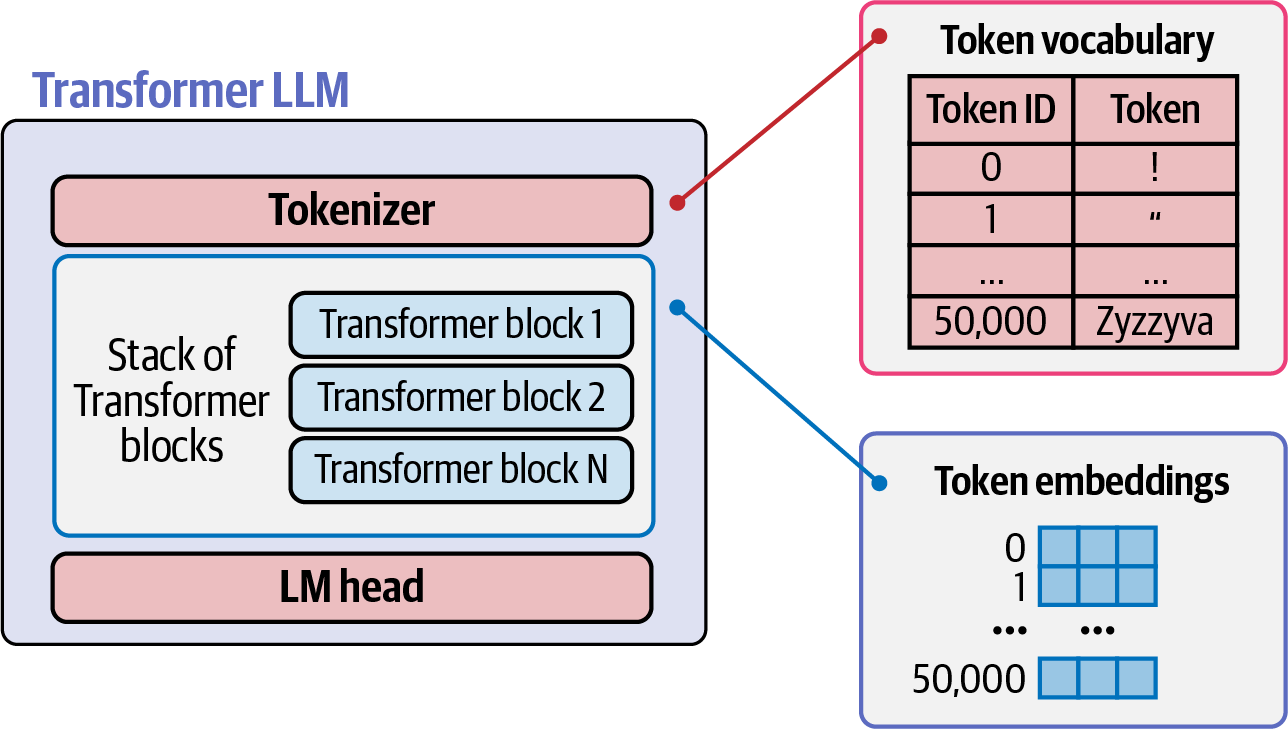 Transformer LLM
Tokenizer
Stack of
Transformer
blocks
Transformer block 1
Transformer block 2
Transformer block N
LM head
Token vocabulary
Token ID Token
0 !
1 “
... ...
50,000 Zyzzyva
Token embeddings
0
1
... ...
50,000